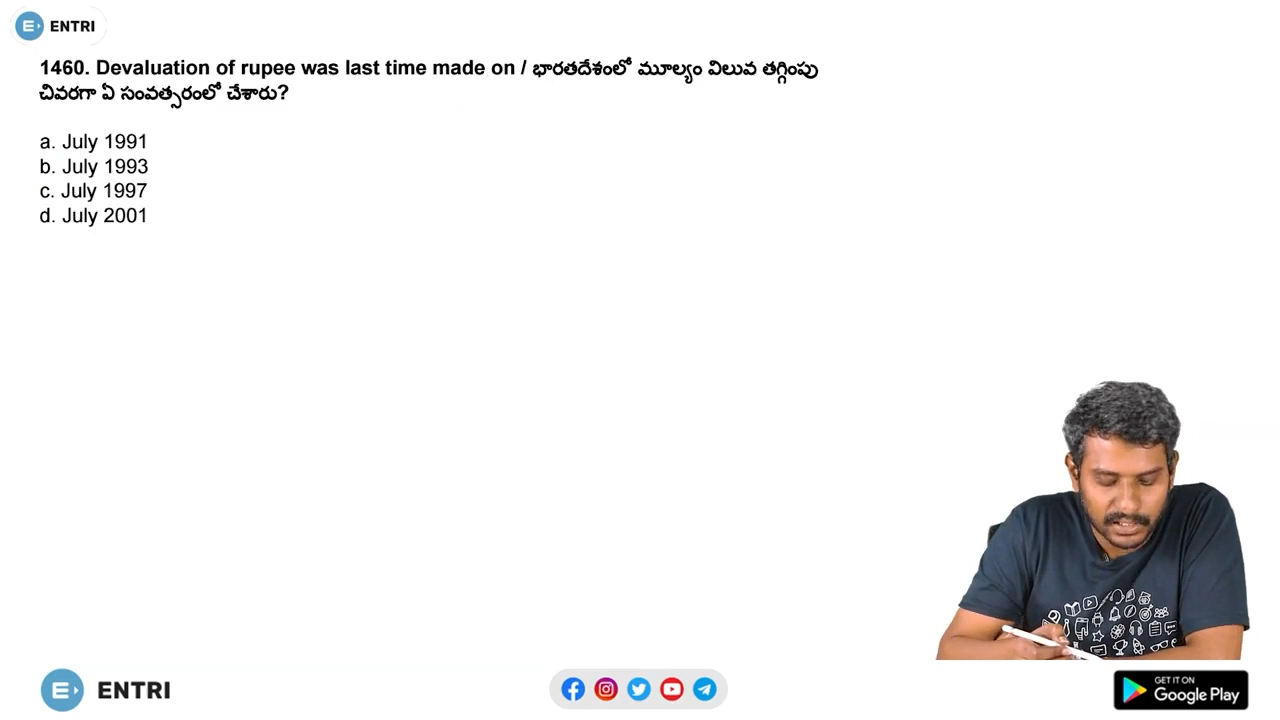 ENTRI
1460. Devaluation of rupee was last time made on / భారతదేశంలో మూల్యం విలువ తగ్గింపు
చివరగా ఏ సంవత్సరంలో చేశారు?
a. July 1991
b. July 1993
c. July 1997
d. July 2001
ENTRI
GET IT ON
Google Play